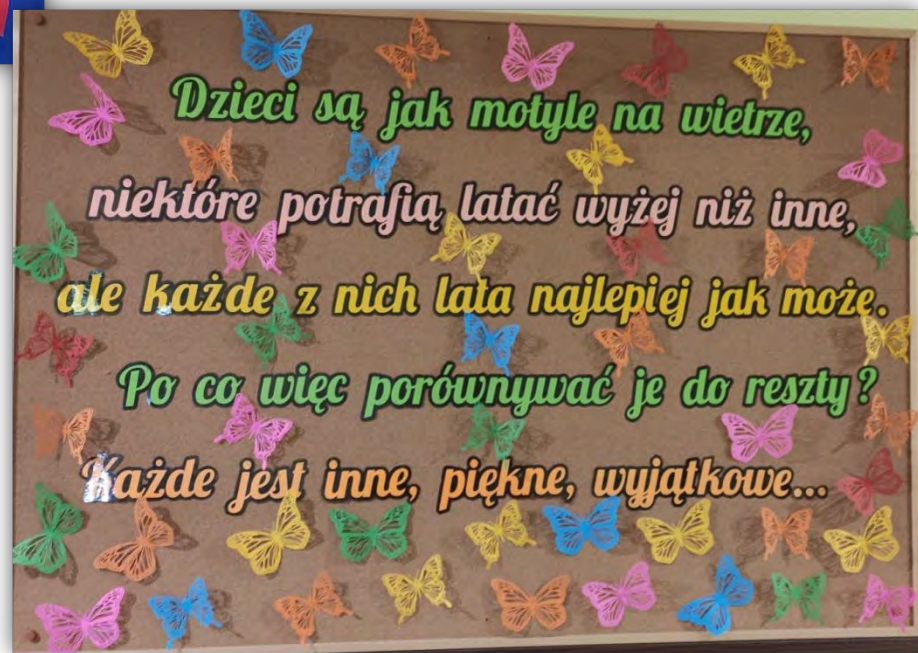 Dzieci są jak motyle na wietrze,
niektóre potrafią latać wyżej niż inne,
ale każde z nich lata najlepiej jak może.
Po co więc porównywać je do reszty?
Każde jest inne, piękne, wyjątkowe...